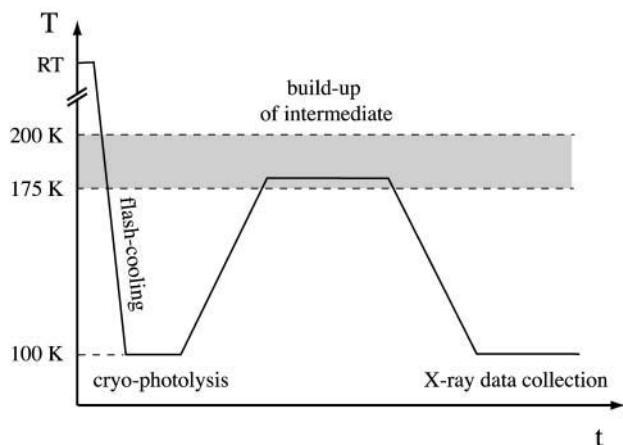 T
RT
build-up
of intermediate
200 K
175 K
flash-cooling
100 K
cryo-photolysis
X-ray data collection
t